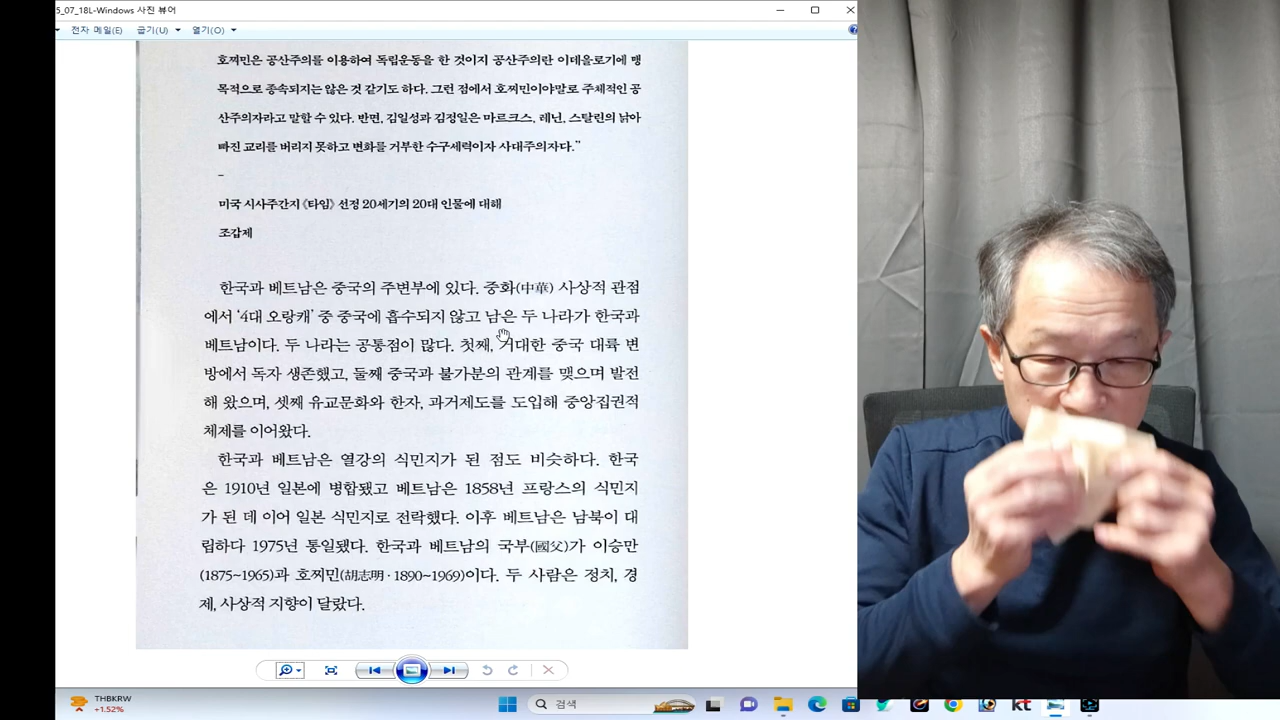 5_07_18L-Windows 사진 뷰어
전자 메일(E) 굽기(U) 열기(O)
호찌민은 공산주의를 이용하여 독립운동을 한 것이지 공산주의란 이데올로기에 맹
목적으로 종속되지는 않은 것 같기도 하다. 그런 점에서 호찌민이야말로 주체적인 공
산주의자라고 말할 수 있다. 반면, 김일성과 김정일은 마르크스, 레닌, 스탈린의 낡아
빠진 교리를 버리지 못하고 변화를 거부한 수구세력이자 사대주의자다.”
–
미국 시사주간지 《타임》 선정 20세기의 20대 인물에 대해
조갑제
한국과 베트남은 중국의 주변부에 있다. 중화(中華) 사상적 관점
에서 ‘4대 오랑캐’ 중 중국에 흡수되지 않고 남은 두 나라가 한국과
베트남이다. 두 나라는 공통점이 많다. 첫째, 거대한 중국 대륙 변
방에서 독자 생존했고, 둘째 중국과 불가분의 관계를 맺으며 발전
해 왔으며, 셋째 유교문화와 한자, 과거제도를 도입해 중앙집권적
체제를 이어왔다.
한국과 베트남은 열강의 식민지가 된 점도 비슷하다. 한국
은 1910년 일본에 병합됐고 베트남은 1858년 프랑스의 식민지
가 된 데 이어 일본 식민지로 전락했다. 이후 베트남은 남북이 대
립하다 1975년 통일됐다. 한국과 베트남의 국부(國父)가 이승만
(1875~1965)과 호찌민(胡志明·1890~1969)이다. 두 사람은 정치, 경
제, 사상적 지향이 달랐다.
THBKRW
+1.52%
검색
kt